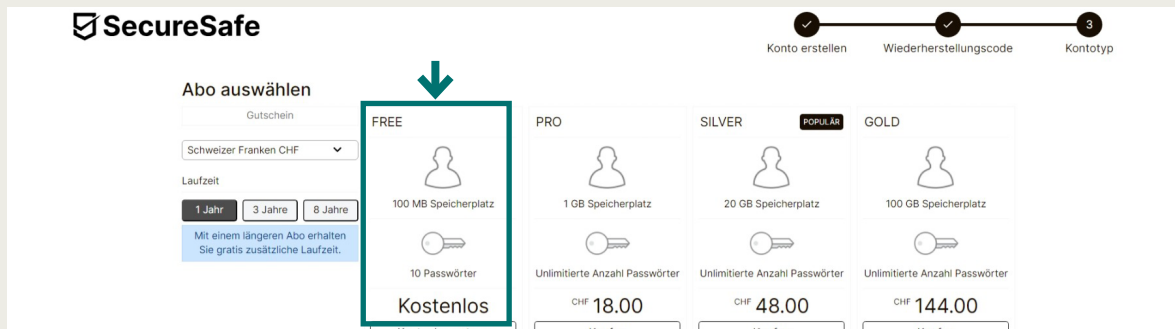 SecureSafe
3
Konto erstellen
Wiederherstellungscode
Kontotyp
Abo auswählen
Gutschein
Schweizer Franken CHF
Laufzeit
1 Jahr
3 Jahre
8 Jahre
Mit einem längeren Abo erhalten
Sie gratis zusätzliche Laufzeit.
FREE
100 MB Speicherplatz
10 Passwörter
Kostenlos
PRO
1 GB Speicherplatz
Unlimitierte Anzahl Passwörter
CHF 18.00
SILVER
POPULÄR
20 GB Speicherplatz
Unlimitierte Anzahl Passwörter
CHF 48.00
GOLD
100 GB Speicherplatz
Unlimitierte Anzahl Passwörter
CHF 144.00